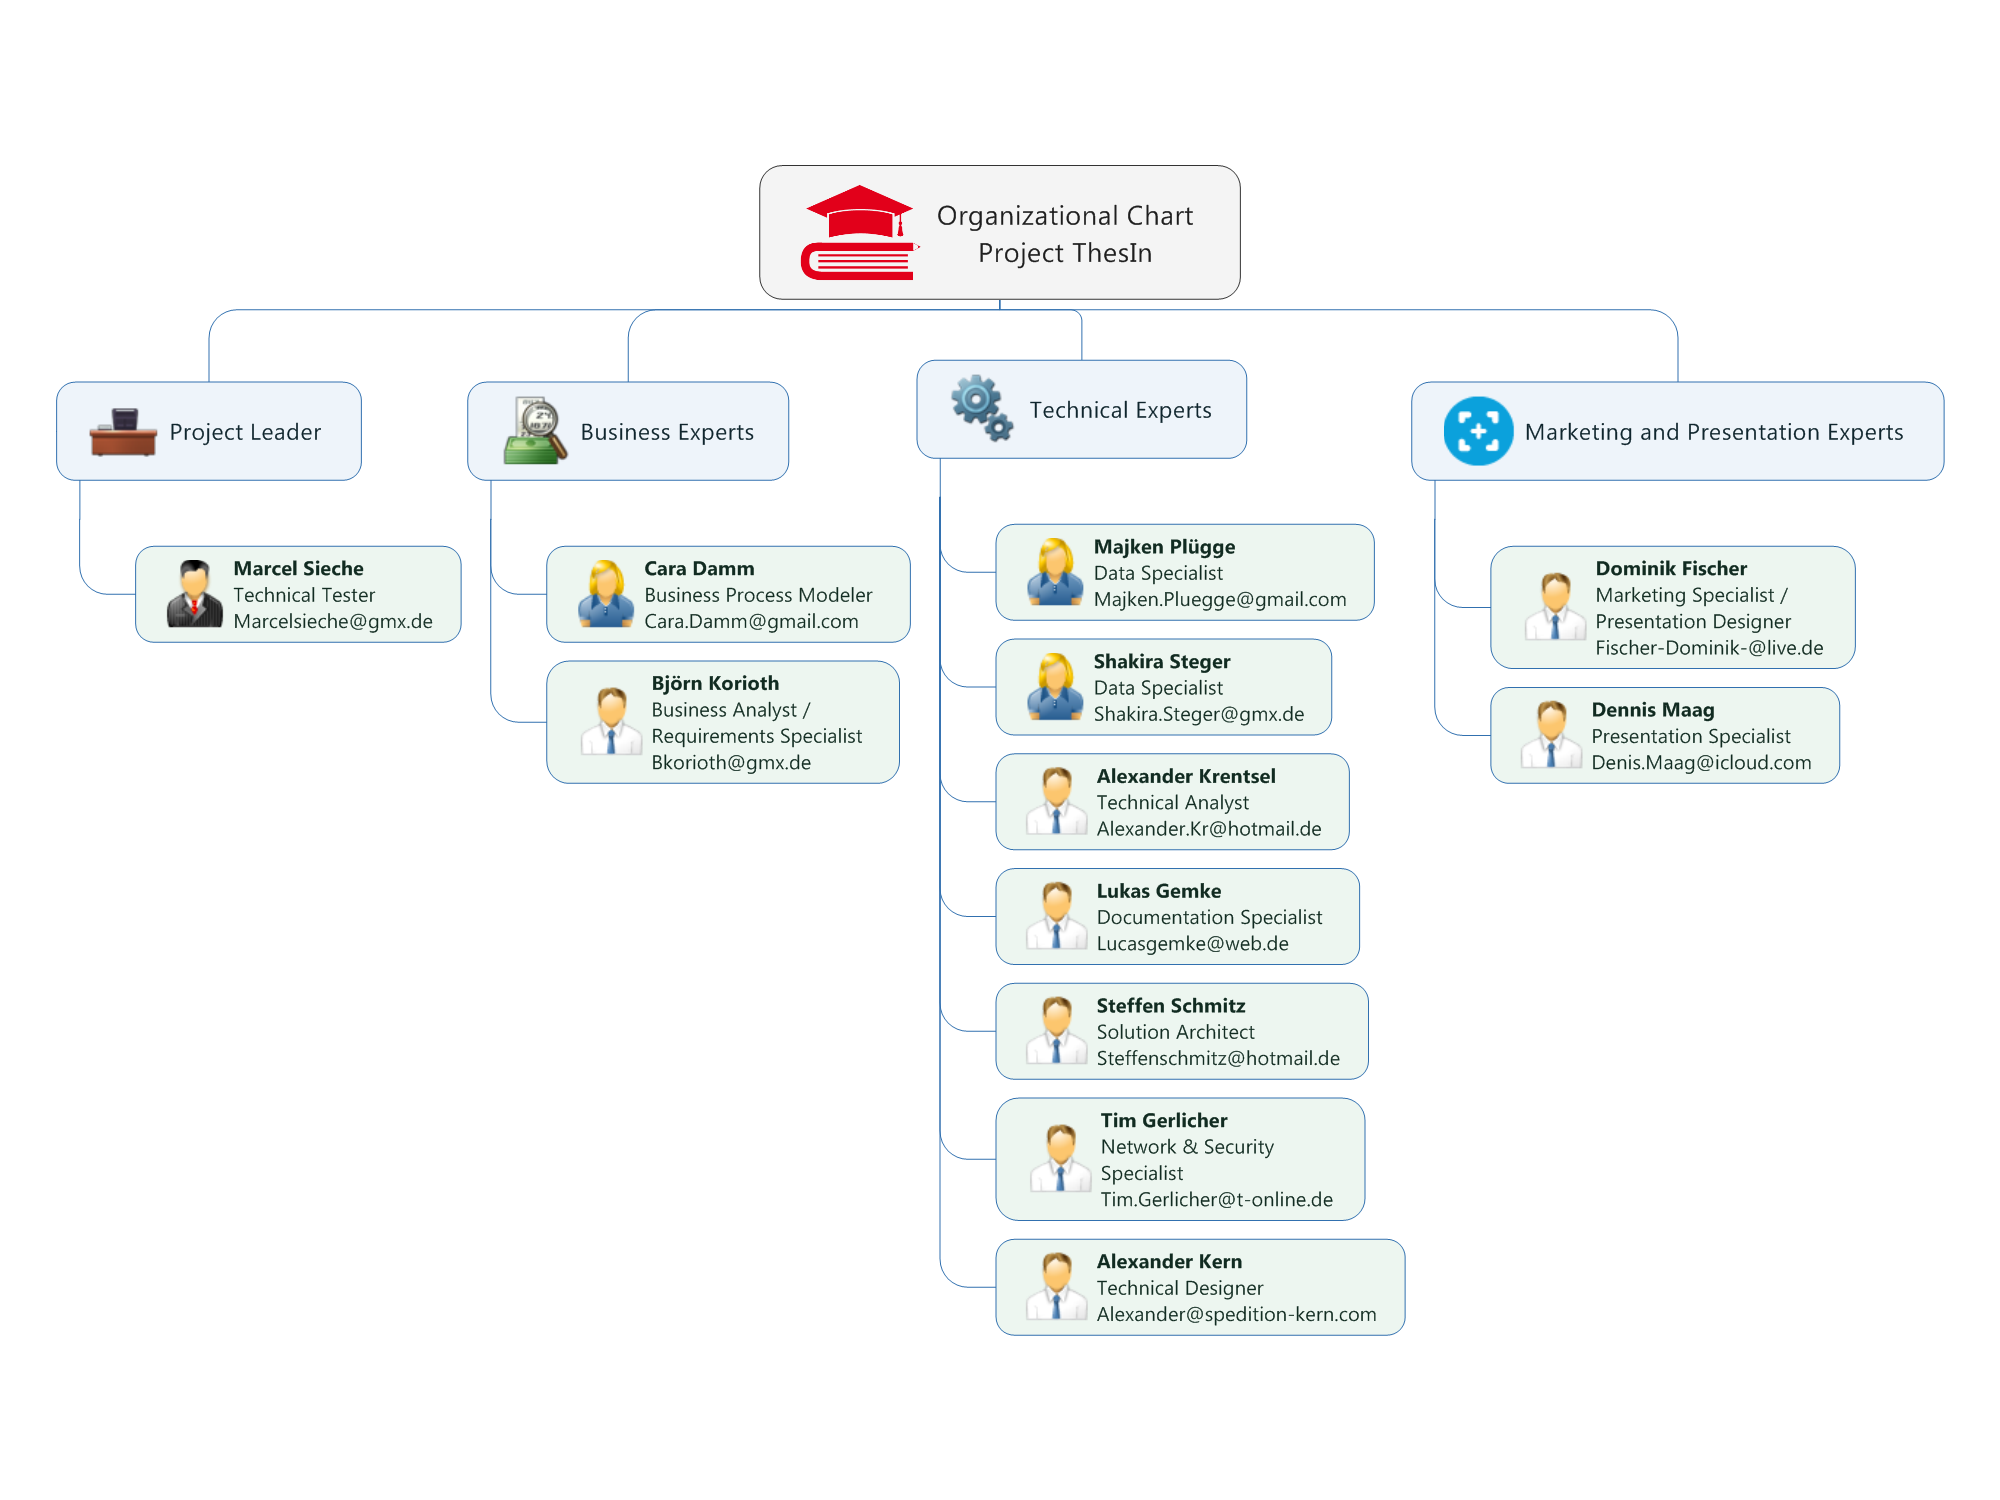 Organizational Chart
Project ThesIn
Project Leader
Marcel Sieche
Technical Tester
Marcelsieche@gmx.de
Business Experts
Cara Damm
Business Process Modeler
Cara.Damm@gmail.com
Björn Korioth
Business Analyst /
Requirements Specialist
Bkorioth@gmx.de
Technical Experts
Majken Plügge
Data Specialist
Majken.Pluegge@gmail.com
Shakira Steger
Data Specialist
Shakira.Steger@gmx.de
Alexander Krentsel
Technical Analyst
Alexander.Kr@hotmail.de
Lukas Gemke
Documentation Specialist
Lucasgemke@web.de
Steffen Schmitz
Solution Architect
Steffenschmitz@hotmail.de
Tim Gerlicher
Network & Security
Specialist
Tim.Gerlicher@t-online.de
Alexander Kern
Technical Designer
Alexander@spedition-kern.com
Marketing and Presentation Experts
Dominik Fischer
Marketing Specialist /
Presentation Designer
Fischer-Dominik-@live.de
Dennis Maag
Presentation Specialist
Denis.Maag@icloud.com